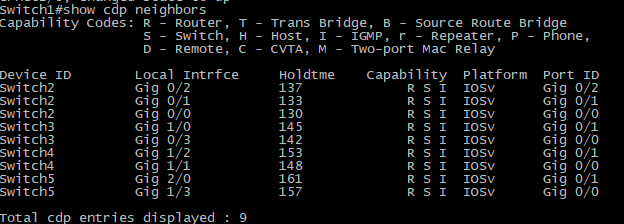 Switch1#show cdp neighbors
Capability Codes: R - Router, T - Trans Bridge, B - Source Route Bridge
S - Switch, H - Host, I - IGMP, r - Repeater, P - Phone,
D - Remote, C - CVTA, M - Two-port Mac Relay
Device ID Local Intrfce Holdtme Capability Platform Port ID
Switch2 Gig 0/2 137 R S I IOSv Gig 0/2
Switch2 Gig 0/1 133 R S I IOSv Gig 0/1
Switch2 Gig 0/0 130 R S I IOSv Gig 0/0
Switch3 Gig 1/0 145 R S I IOSv Gig 0/1
Switch3 Gig 0/3 142 R S I IOSv Gig 0/0
Switch4 Gig 1/2 153 R S I IOSv Gig 0/1
Switch4 Gig 1/1 148 R S I IOSv Gig 0/0
Switch5 Gig 2/0 161 R S I IOSv Gig 0/1
Switch5 Gig 1/3 157 R S I IOSv Gig 0/0
Total cdp entries displayed : 9